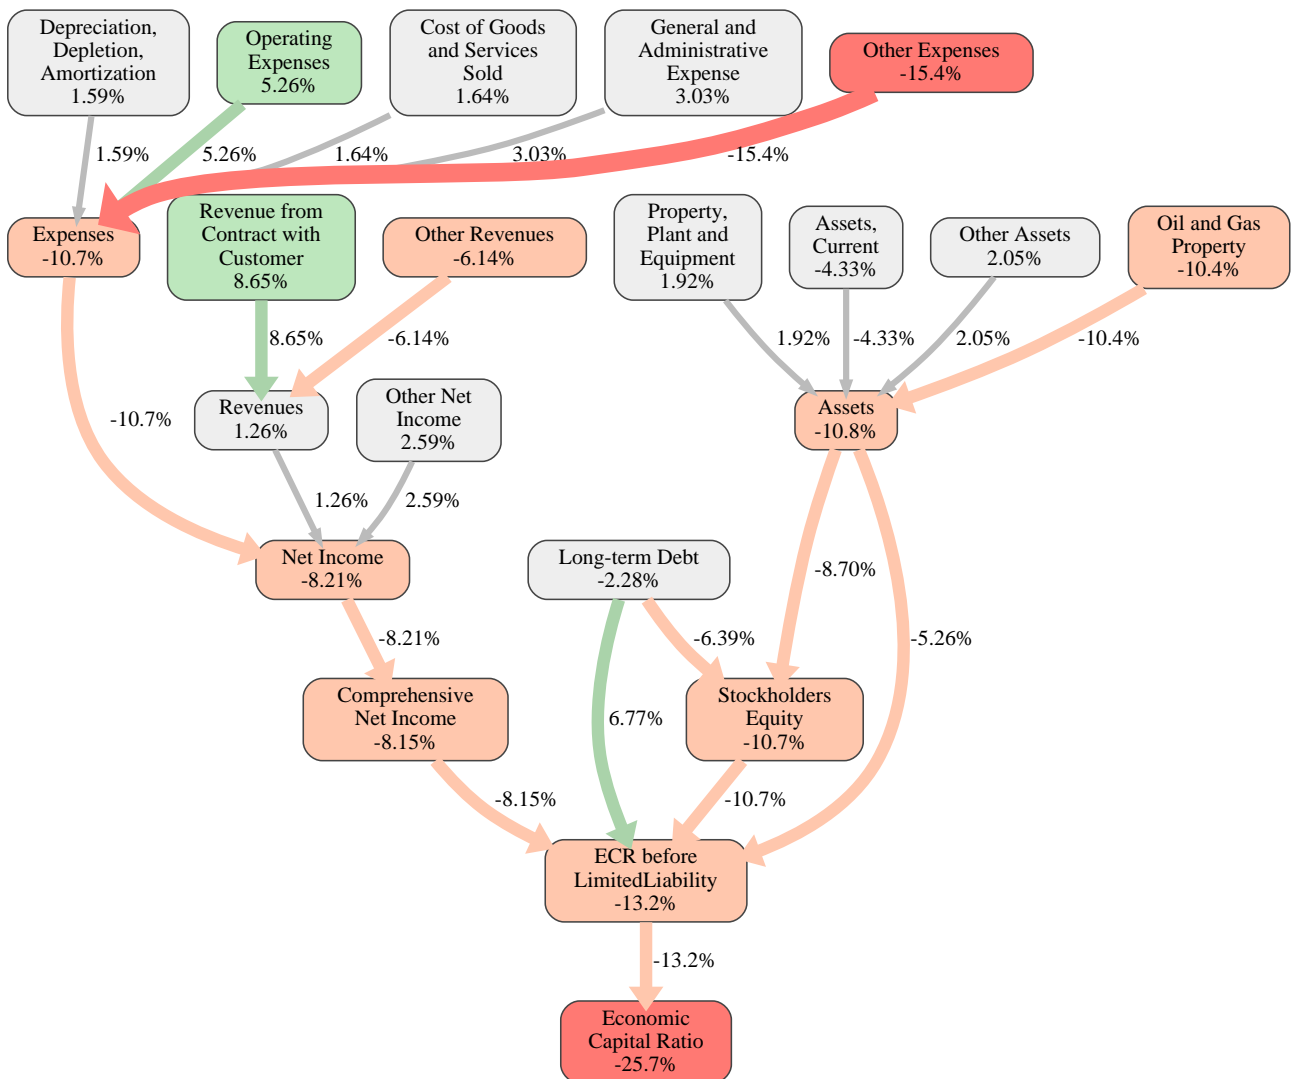 Depreciation,
Depletion,
Amortization
1.59%
Operating
Expenses
5.26%
Cost of Goods
and Services
Sold
1.64%
General and
Administrative
Expense
3.03%
Other Expenses
-15.4%
1.59%
5.26%
1.64%
3.03%
-15.4%
Expenses
-10.7%
Revenue from
Contract with
Customer
8.65%
Other Revenues
-6.14%
Property,
Plant and
Equipment
1.92%
Assets,
Current
-4.33%
Other Assets
2.05%
Oil and Gas
Property
-10.4%
8.65%
-6.14%
1.92%
-4.33%
2.05%
-10.4%
-10.7%
Revenues
1.26%
Other Net
Income
2.59%
Assets
-10.8%
1.26%
2.59%
Net Income
-8.21%
Long-term Debt
-2.28%
-8.70%
-8.21%
-6.39%
-5.26%
Comprehensive
Net Income
-8.15%
6.77%
Stockholders
Equity
-10.7%
-8.15%
-10.7%
ECR before
LimitedLiability
-13.2%
-13.2%
Economic
Capital Ratio
-25.7%